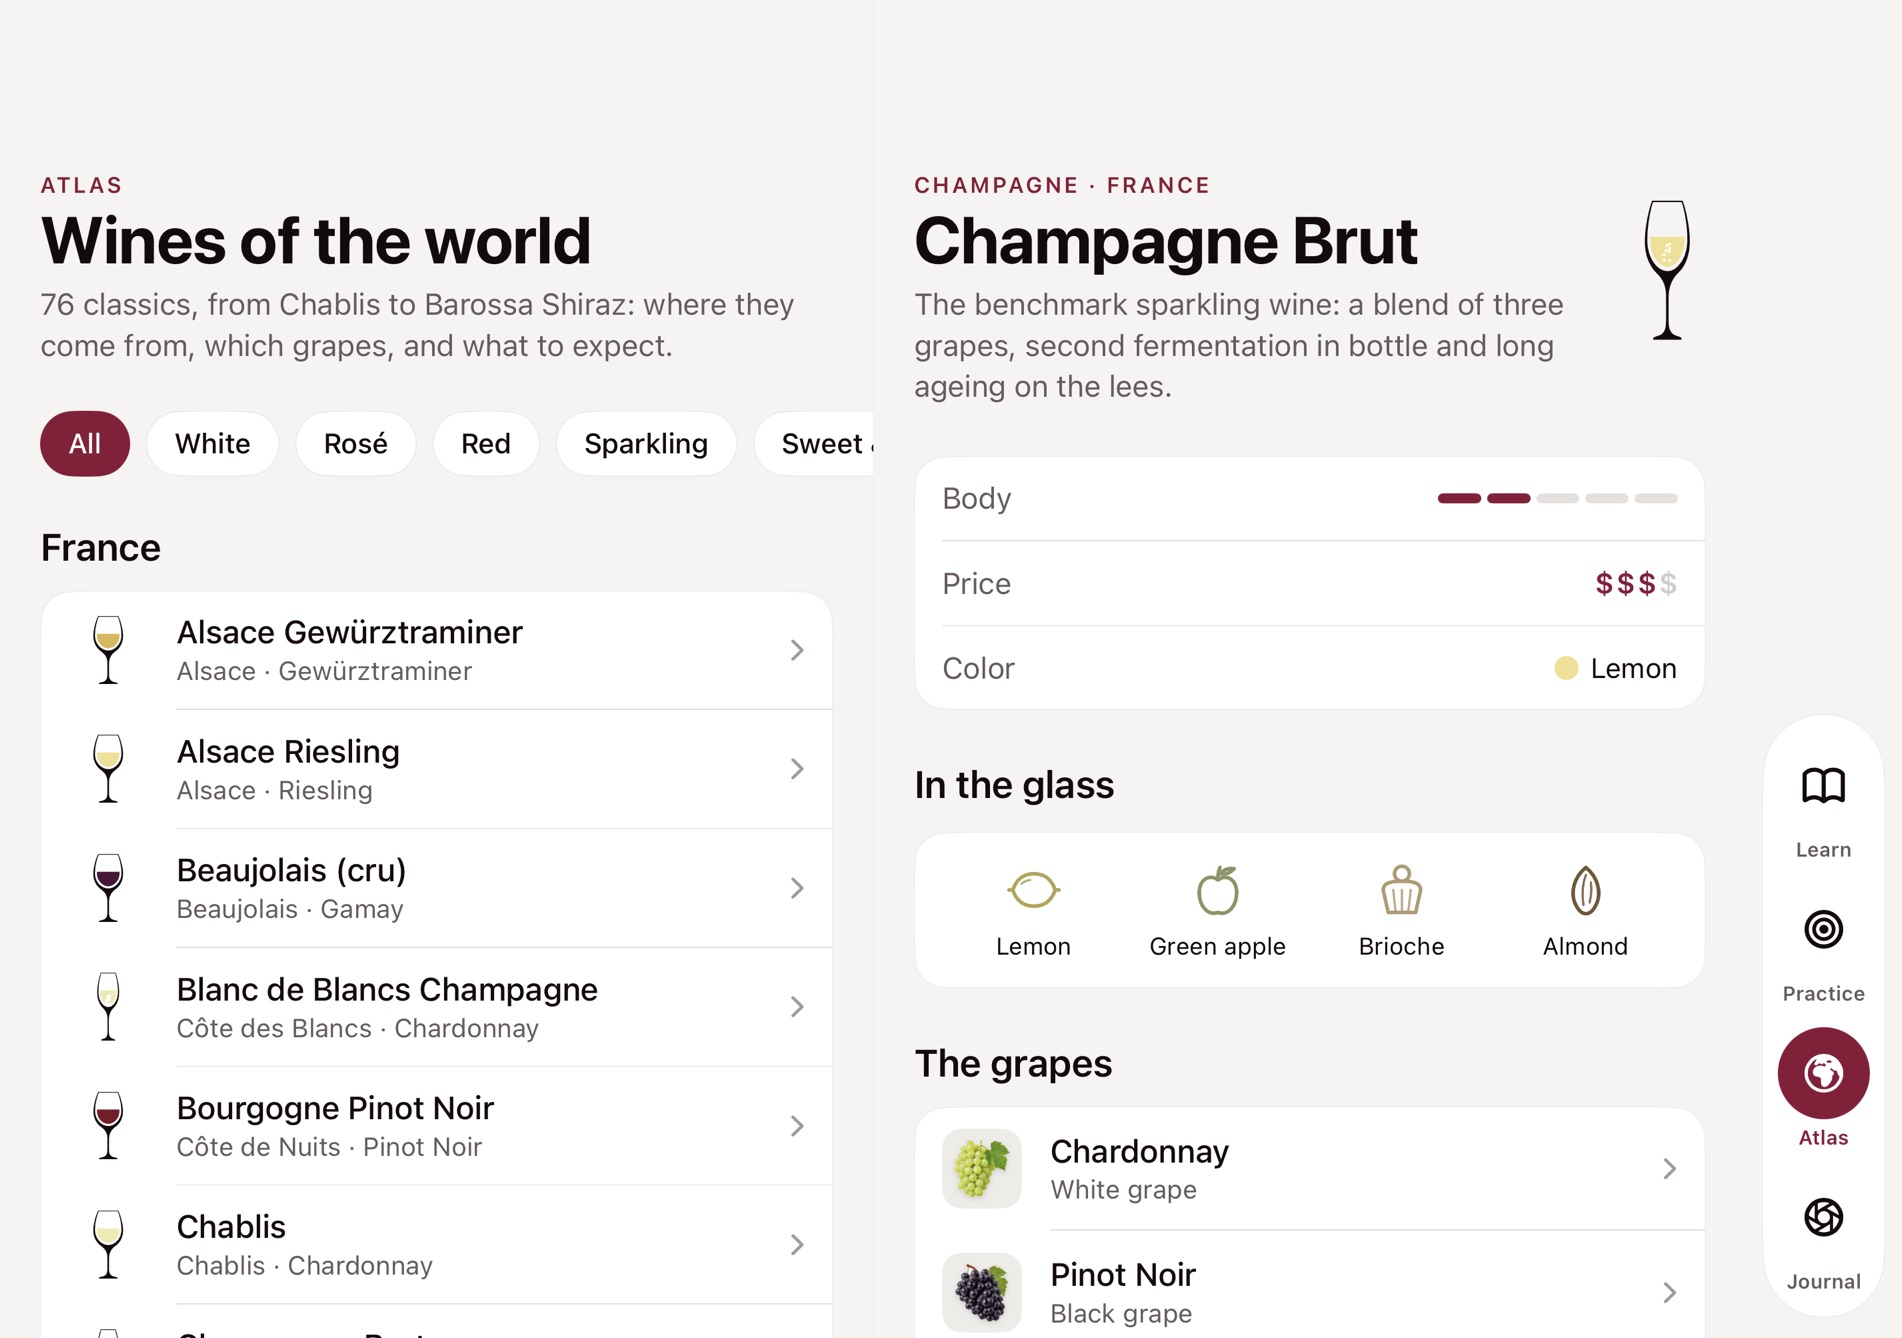 ATLAS
Wines of the world
76 classics, from Chablis to Barossa Shiraz: where they
come from, which grapes, and what to expect.
All
White
Rosé
Red
Sparkling
Sweet
France
Alsace Gewürztraminer
Alsace · Gewürztraminer
Alsace Riesling
Alsace · Riesling
Beaujolais (cru)
Beaujolais · Gamay
Blanc de Blancs Champagne
Côte des Blancs · Chardonnay
Bourgogne Pinot Noir
Côte de Nuits · Pinot Noir
Chablis
Chablis · Chardonnay
CHAMPAGNE · FRANCE
Champagne Brut
The benchmark sparkling wine: a blend of three
grapes, second fermentation in bottle and long
ageing on the lees.
Body
Price
$$$$
Color
Lemon
In the glass
Lemon
Green apple
Brioche
Almond
The grapes
Chardonnay
White grape
Pinot Noir
Black grape
Learn
Practice
Atlas
Journal